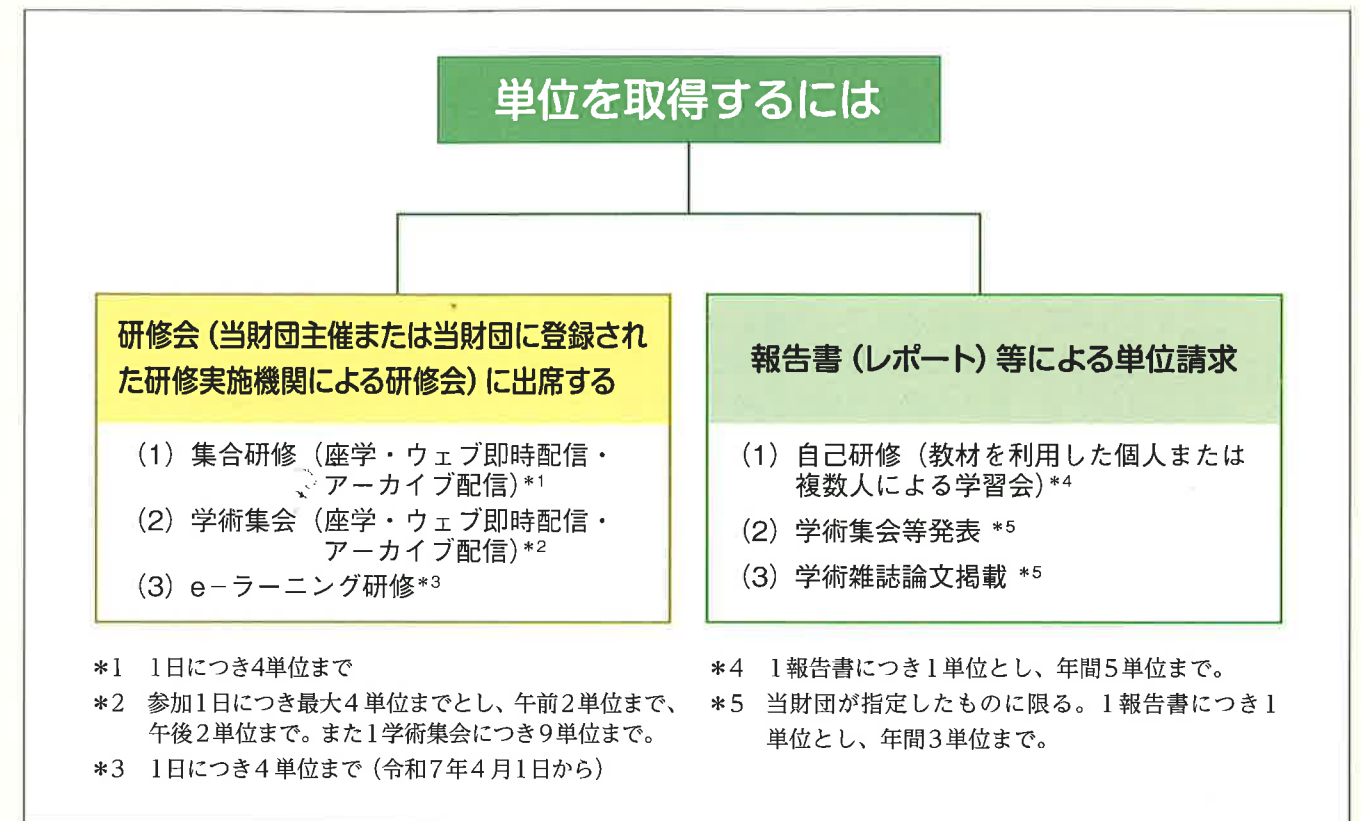 単位を取得するには
研修会（当財団主催または当財団に登録され
た研修実施機関による研修会）に出席する
（1）集合研修（座学・ウェブ即時配信・
アーカイブ配信）*1
（2）学術集会（座学・ウェブ即時配信・
アーカイブ配信）*2
（3）e－ラーニング研修*3
報告書（レポート）等による単位請求
（1）自己研修（教材を利用した個人または
複数人による学習会）*4
（2）学術集会等発表 *5
（3）学術雑誌論文掲載 *5
*1　1日につき4単位まで
*2　参加1日につき最大4単位までとし、午前2単位まで、
午後2単位まで。また1学術集会につき9単位まで。
*3　1日につき4単位まで（令和7年4月1日から）
*4　1報告書につき1単位とし、年間5単位まで。
*5　当財団が指定したものに限る。1報告書につき1
単位とし、年間3単位まで。